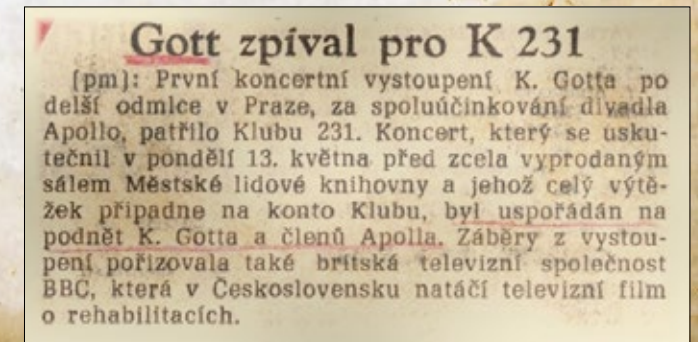 Gott zpíval pro K 231
[pm]: První koncertní vystoupení K. Gotta po
delší odmlce v Praze, za spoluúčinkování divadla
Apollo, patřilo Klubu 231. Koncert, který se usku-
tečnil v pondělí 13. května před zcela vyprodaným
sálem Městské lidové knihovny a jehož celý výtě-
žek připadne na konto Klubu, byl uspořádán na
podnět K. Gotta a členů Apolla. Záběry z vystou-
pení pořizovala také britská televizní společnost
BBC, která v Československu natáčí televizní film
o rehabilitacích.